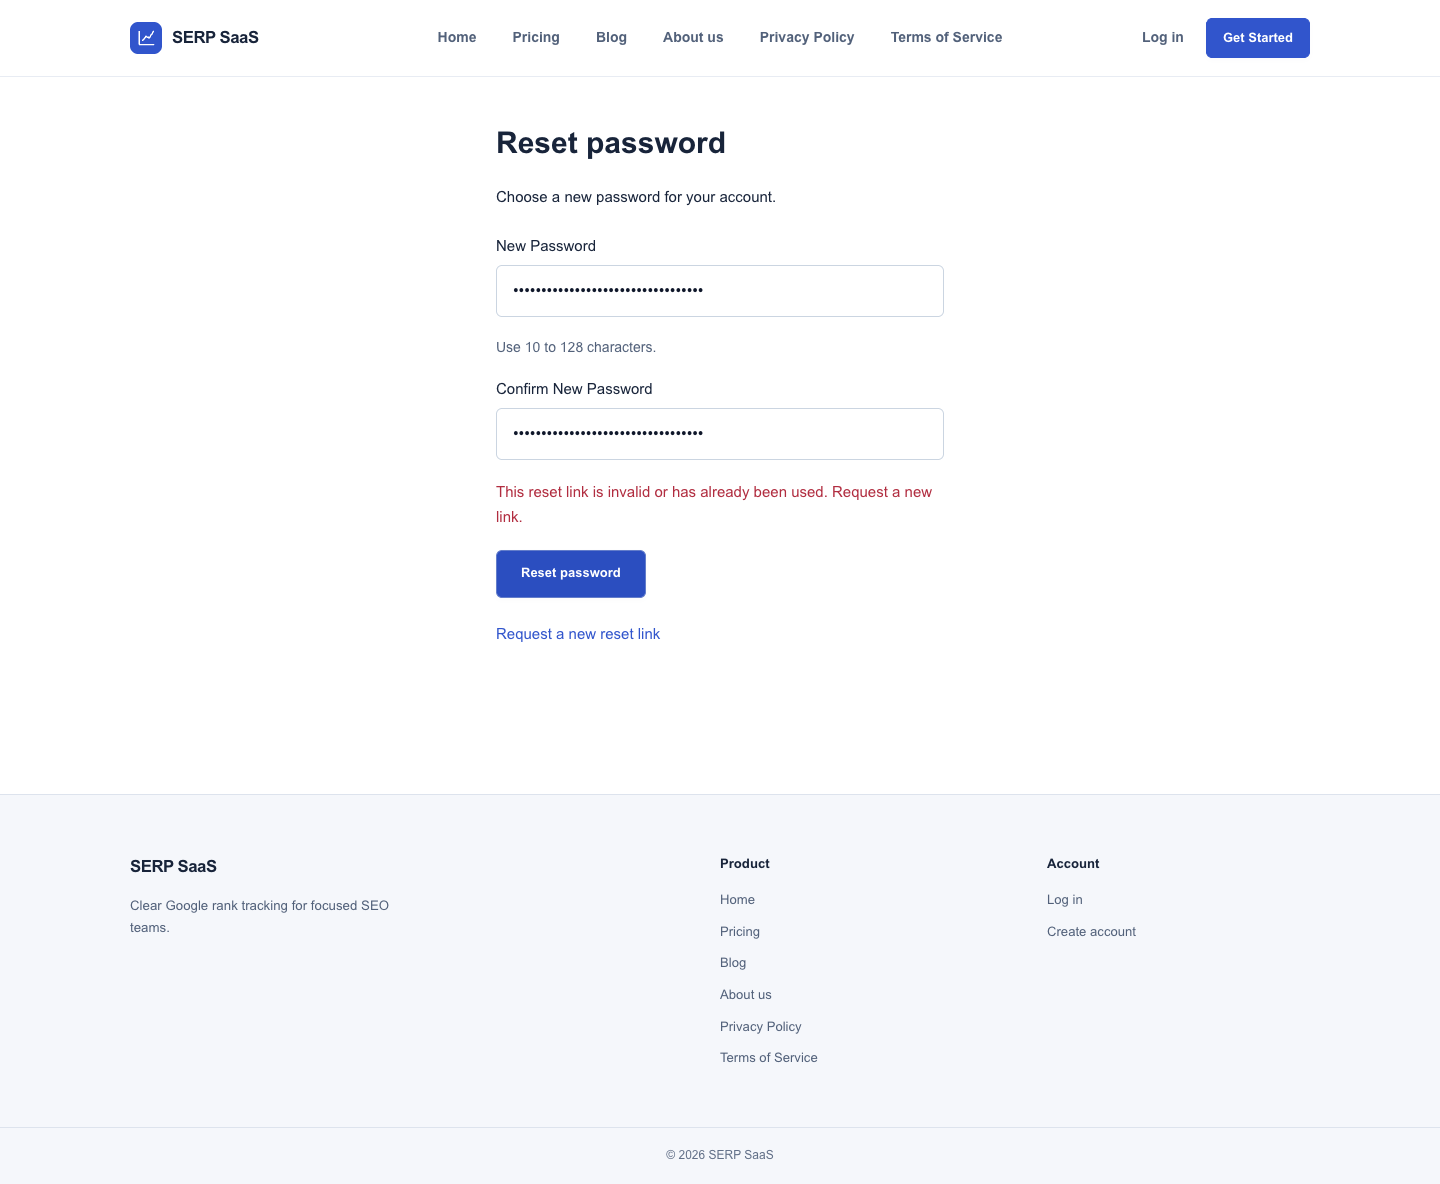 SERP SaaS
Home
Pricing
Blog
About us
Privacy Policy
Terms of Service
Log in
Get Started
Reset password
Choose a new password for your account.
New Password
••••••••••••••••••••••••••••••••••
Use 10 to 128 characters.
Confirm New Password
••••••••••••••••••••••••••••••••••
This reset link is invalid or has already been used. Request a new
link.
Reset password
Request a new reset link
SERP SaaS
Clear Google rank tracking for focused SEO
teams.
Product
Home
Pricing
Blog
About us
Privacy Policy
Terms of Service
Account
Log in
Create account
© 2026 SERP SaaS